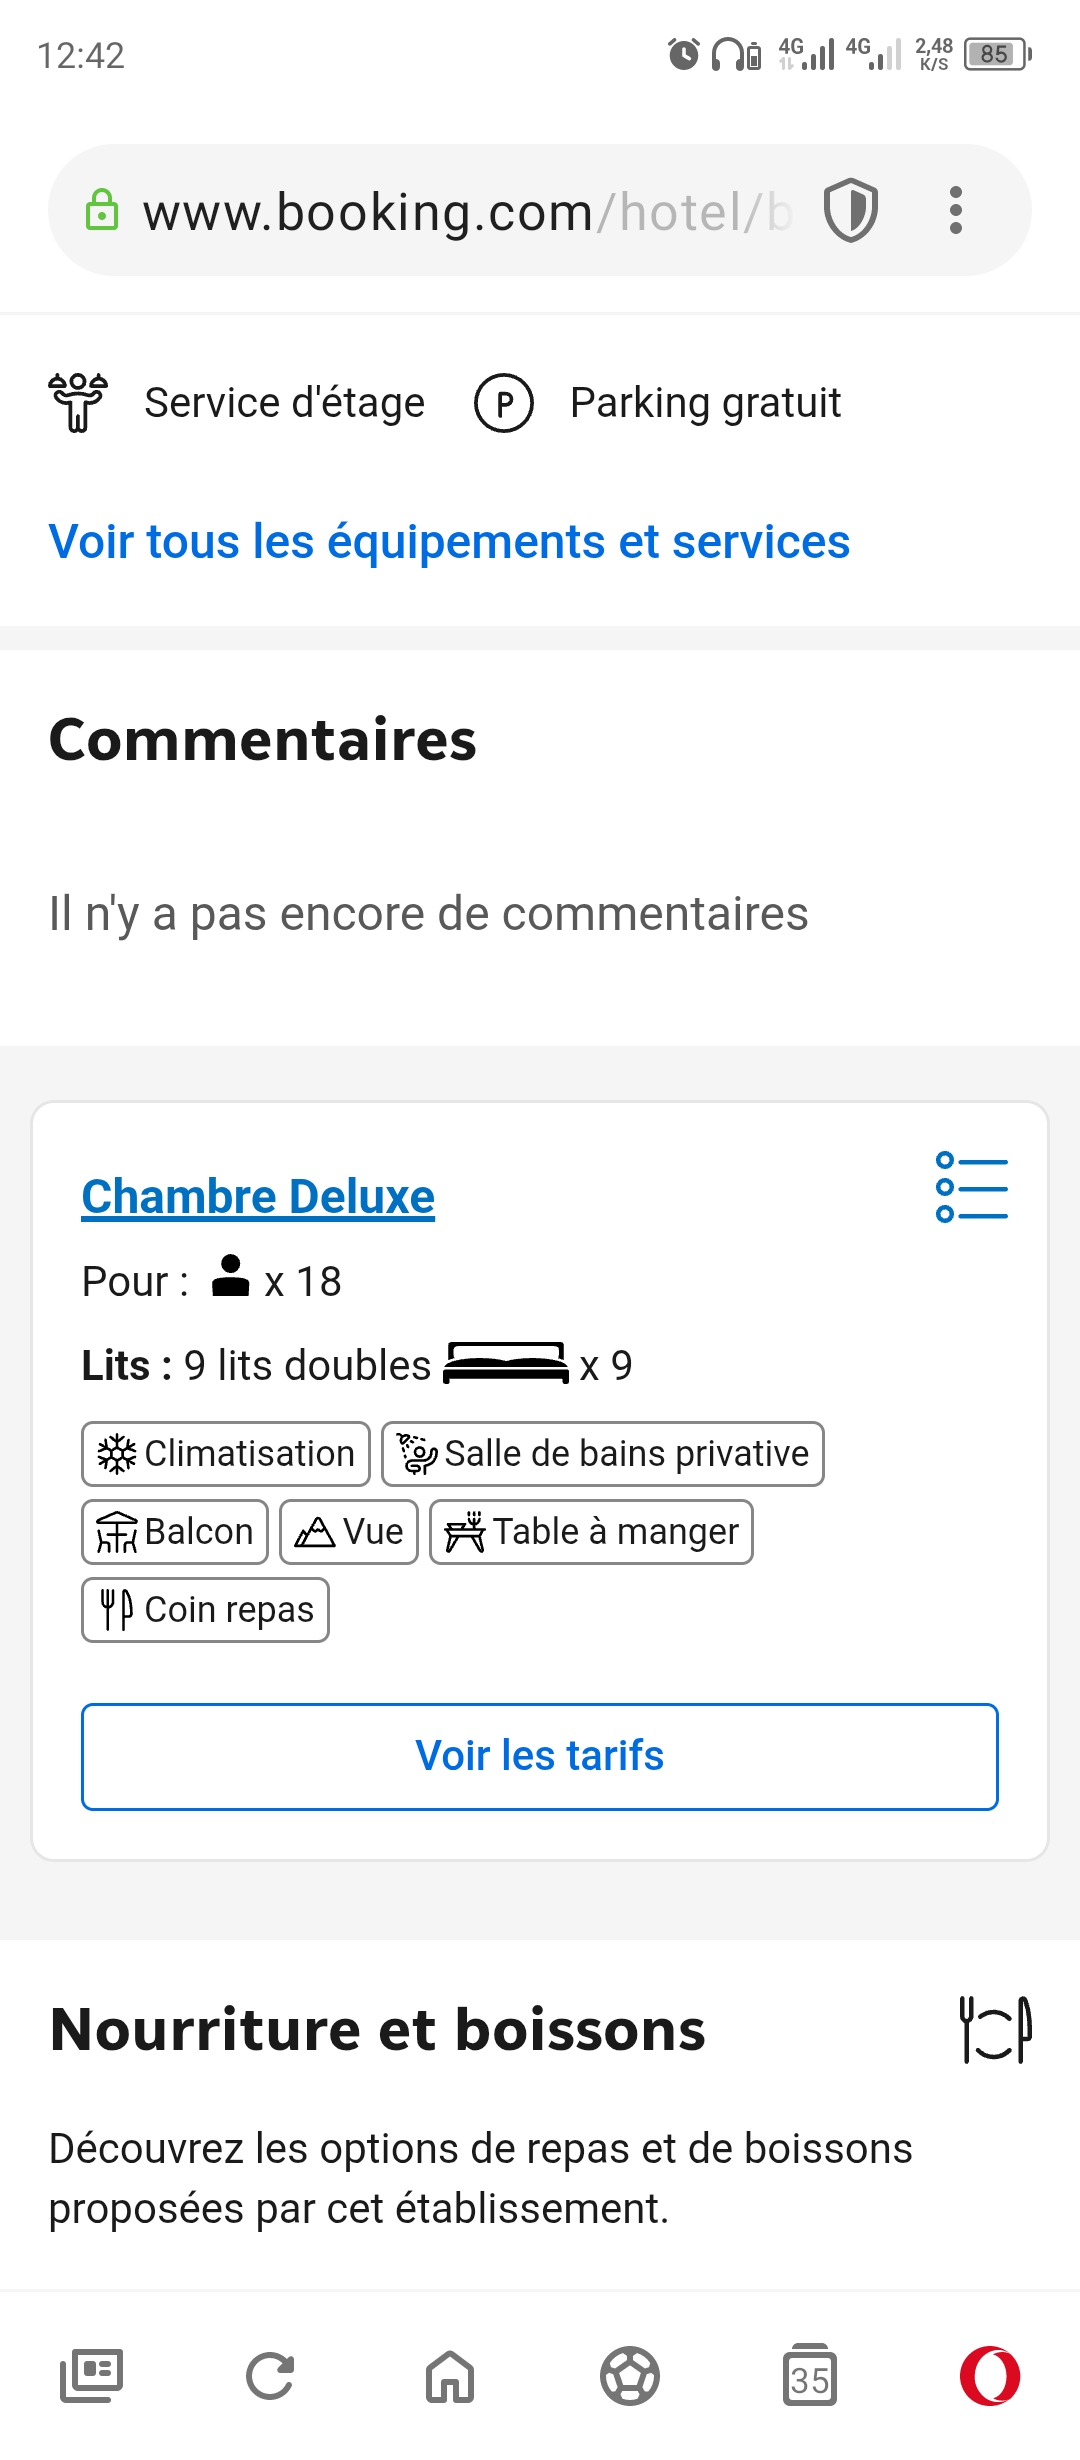 12:42
4G 4G 2,48 K/S 85
www.booking.com/hotel/b
Service d'étage P Parking gratuit
Voir tous les équipements et services
Commentaires
Il n'y a pas encore de commentaires
Chambre Deluxe
Pour : x 18
Lits : 9 lits doubles x 9
Climatisation Salle de bains privative
Balcon Vue Table à manger
Coin repas
Voir les tarifs
Nourriture et boissons
Découvrez les options de repas et de boissons
proposées par cet établissement.
35